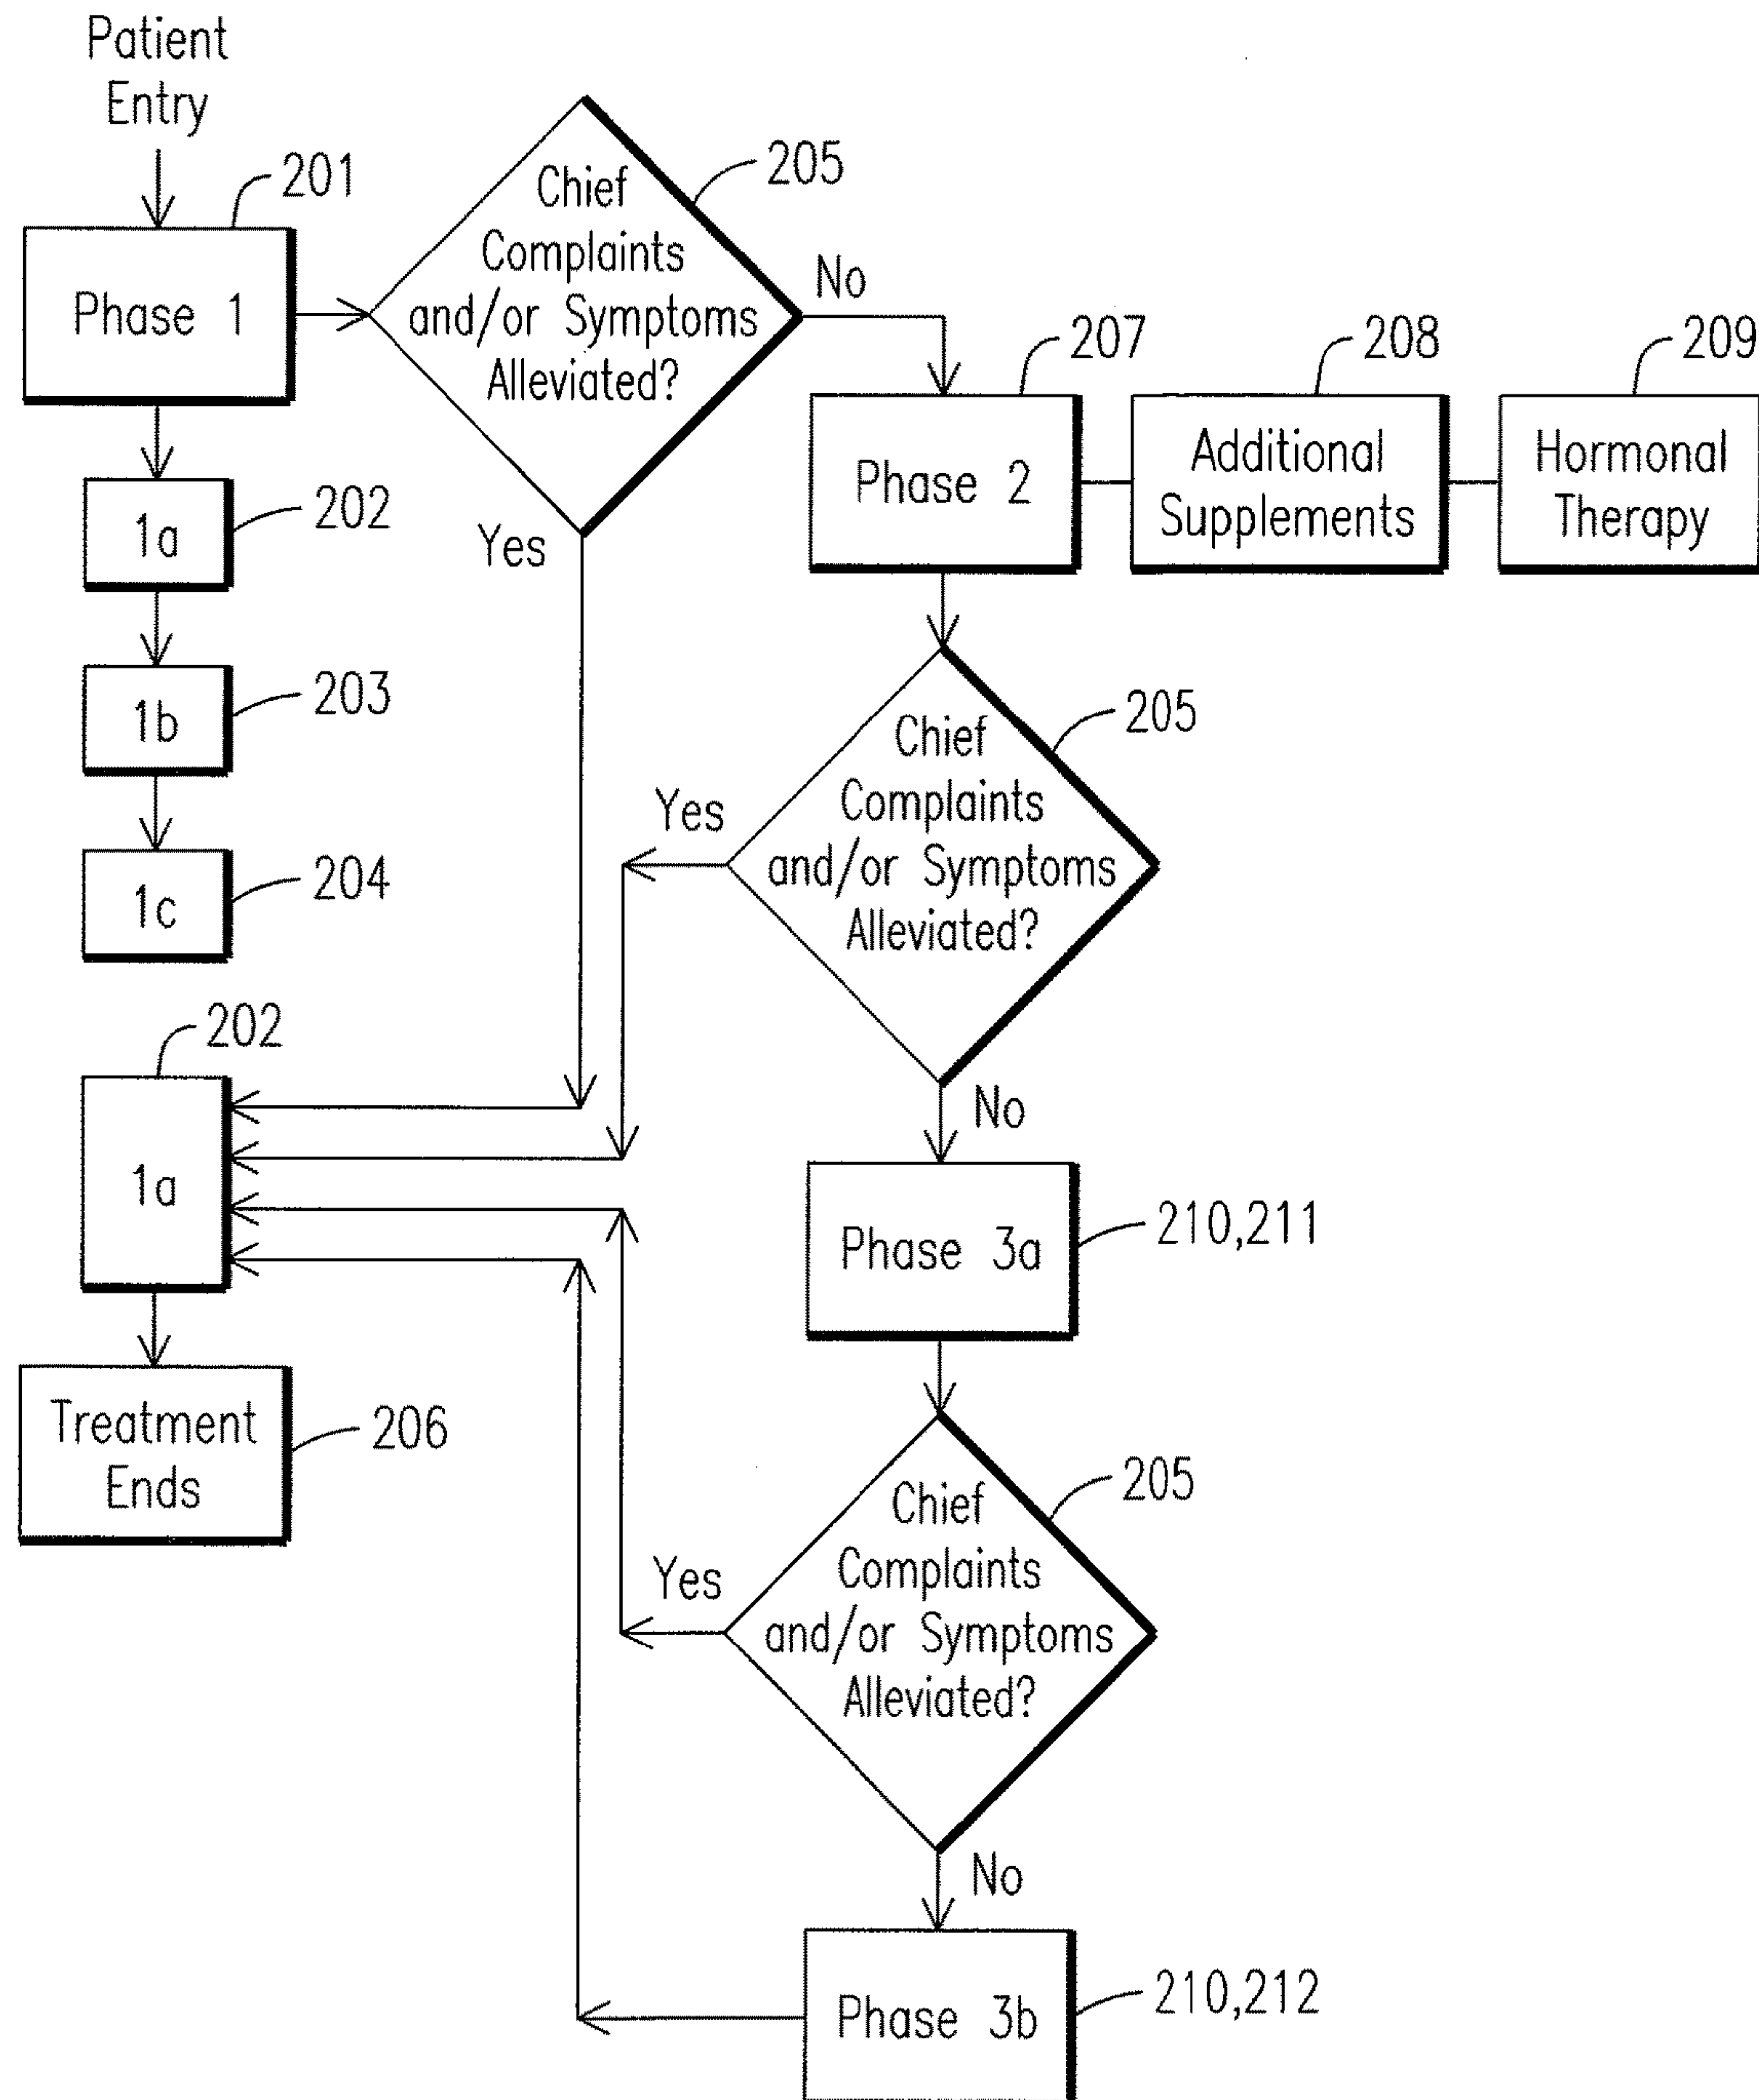 Patient
Entry
201
Phase 1
Chief
Complaints
and/or Symptoms
Alleviated?
205
No
Yes
1a
202
1b
203
1c
204
Phase 2
207
Additional
Supplements
208
Hormonal
Therapy
209
Chief
Complaints
and/or Symptoms
Alleviated?
205
Yes
No
202
1a
Treatment
Ends
206
Phase 3a
210,211
Chief
Complaints
and/or Symptoms
Alleviated?
205
Yes
No
Phase 3b
210,212